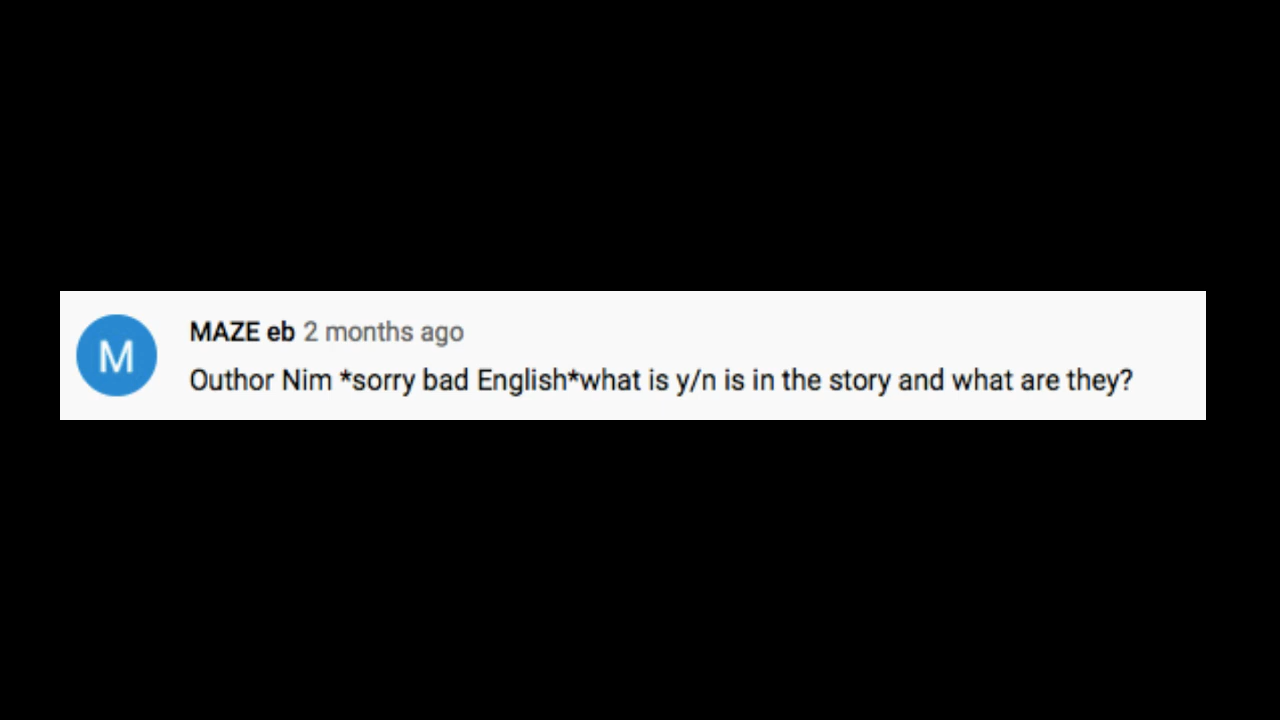 M
MAZE eb 2 months ago
Outhor Nim *sorry bad English*what is y/n is in the story and what are they?